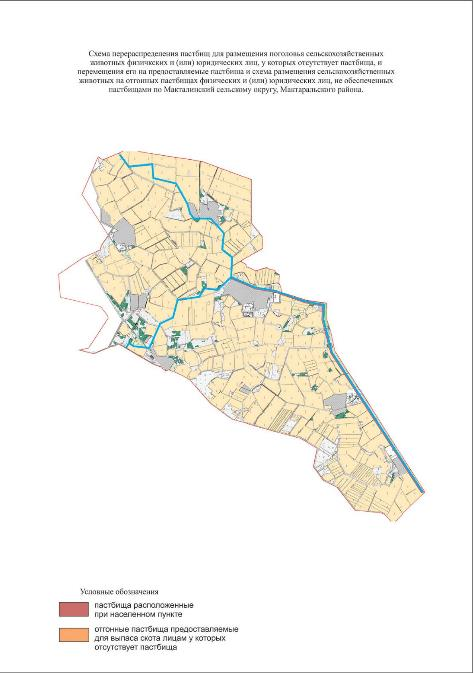 Схема перераспределения пастбищ для размещения поголовья сельскохозяйственных
животных физических и (или) юридических лиц, у которых отсутствует пастбища, и
перемещения его на предоставляемые пастбища и схема размещения сельскохозяйственных
животных на отгонных пастбищах физических и (или) юридических лиц, не обеспеченных
пастбищами по Макталинский сельскому округу, Мактаральского района.
Условные обозначения
пастбища расположенные
при населенном пункте
отгонные пастбища предоставляемые
для выпаса скота лицам у которых
отсутствует пастбища